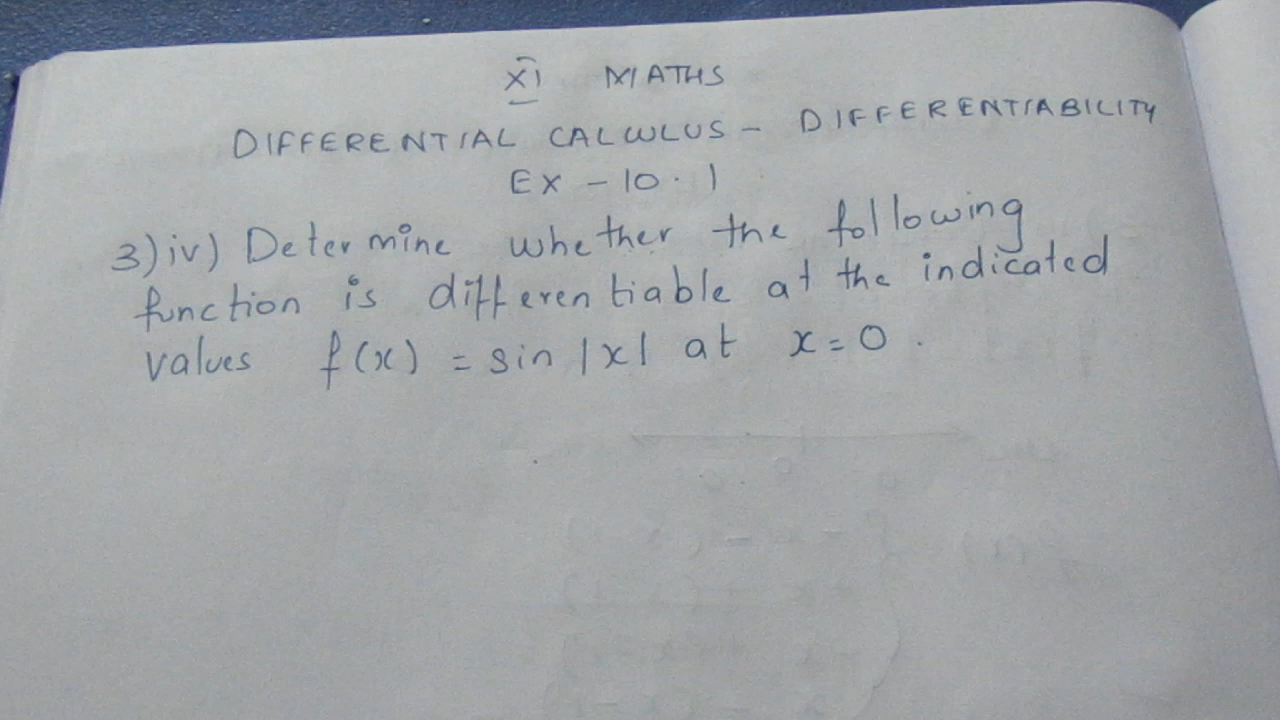 XI MATHS
DIFFERENTIAL CALCULUS - DIFFERENTIABILITY
EX - 10.1
3) iv) Determine whether the following
function is differentiable at the indicated
values f(x) = sin |x| at x = 0.